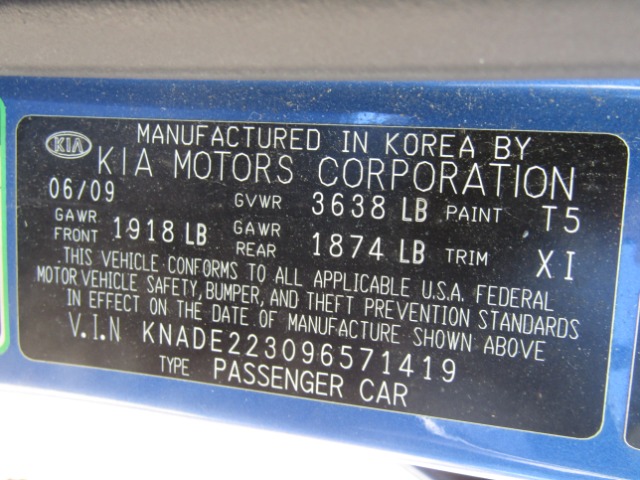 KIA
MANUFACTURED IN KOREA BY
KIA MOTORS CORPORATION
06/09 GVWR 3638 LB PAINT T5
GAWR FRONT 1918 LB GAWR REAR 1874 LB TRIM XI
THIS VEHICLE CONFORMS TO ALL APPLICABLE U.S.A. FEDERAL
MOTOR VEHICLE SAFETY, BUMPER, AND THEFT PREVENTION STANDARDS
IN EFFECT ON THE DATE OF MANUFACTURE SHOWN ABOVE
V.I.N KNADE223096571419
TYPE PASSENGER CAR